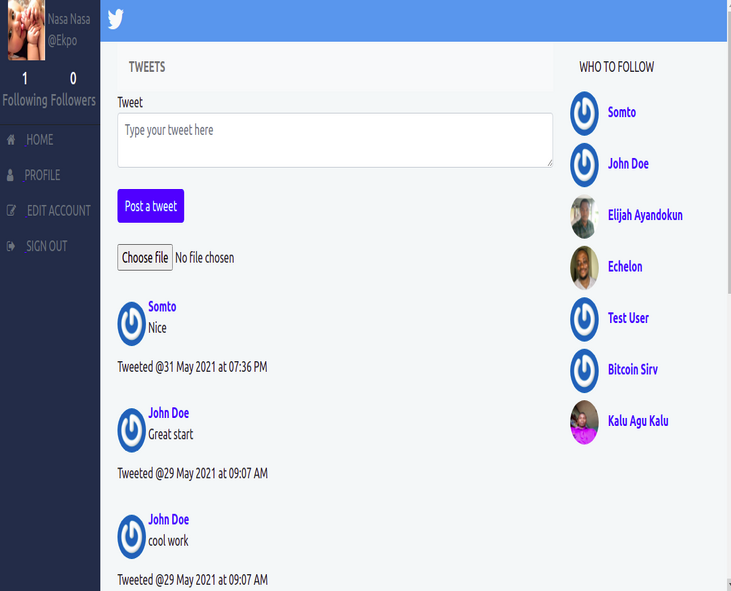 Nasa Nasa
@Ekpo
1 0
Following Followers
HOME
PROFILE
EDIT ACCOUNT
SIGN OUT
TWEETS
Tweet
Type your tweet here
Post a tweet
Choose file No file chosen
Somto
Nice
Tweeted @31 May 2021 at 07:36 PM
John Doe
Great start
Tweeted @29 May 2021 at 09:07 AM
John Doe
cool work
Tweeted @29 May 2021 at 09:07 AM
WHO TO FOLLOW
Somto
John Doe
Elijah Ayandokun
Echelon
Test User
Bitcoin Sirv
Kalu Agu Kalu